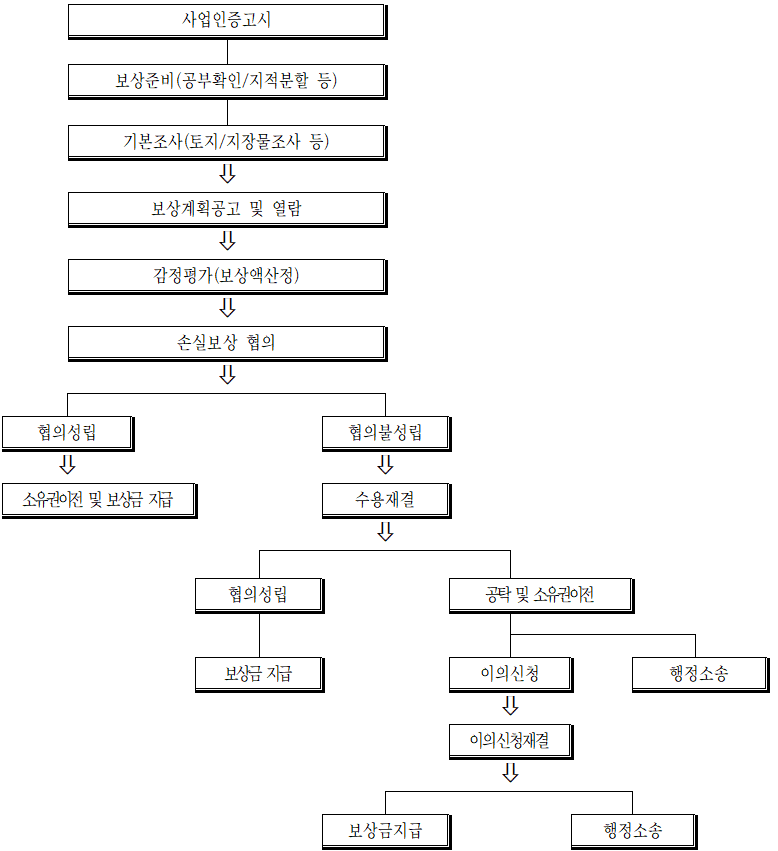 사업인증고시
보상준비(공부확인/지적분할 등)
기본조사(토지/지장물조사 등)
보상계획공고 및 열람
감정평가(보상액산정)
손실보상 협의
협의성립 협의불성립
소유권이전 및 보상금 지급 수용재결
협의성립 공탁 및 소유권이전
보상금 지급 이의신청 행정소송
이의신청재결
보상금지급 행정소송